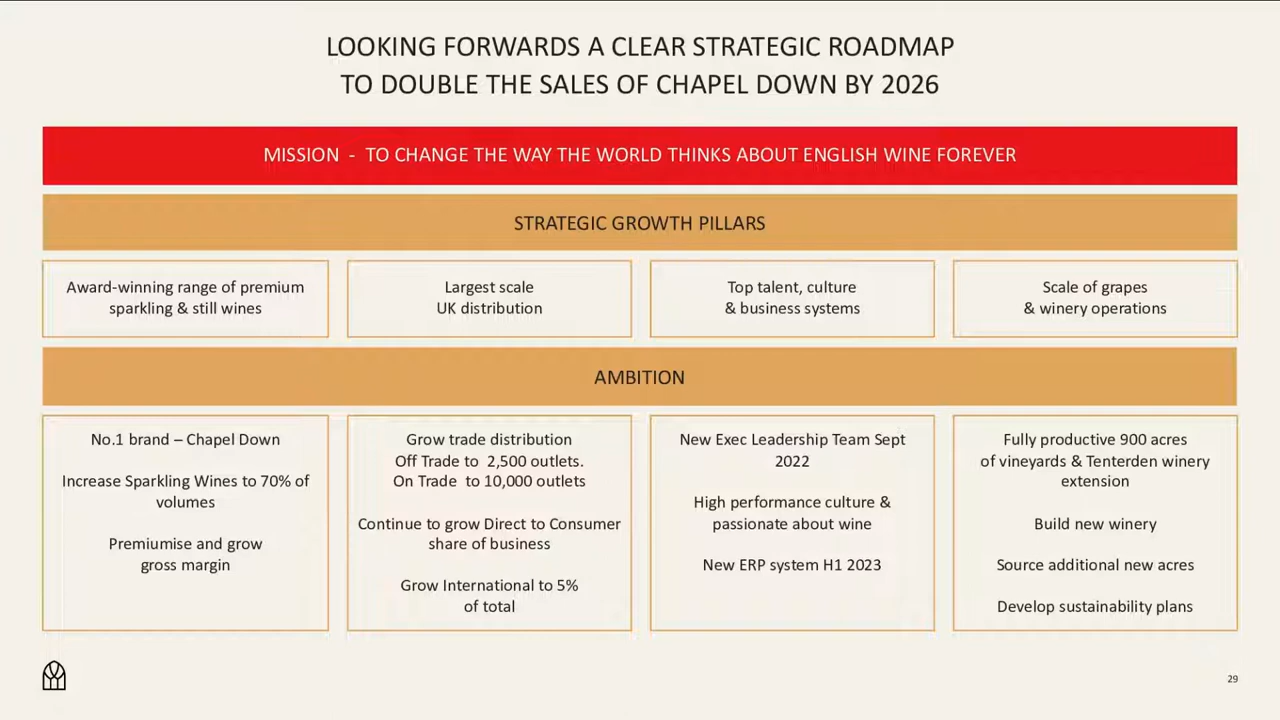 LOOKING FORWARDS A CLEAR STRATEGIC ROADMAP
TO DOUBLE THE SALES OF CHAPEL DOWN BY 2026
MISSION - TO CHANGE THE WAY THE WORLD THINKS ABOUT ENGLISH WINE FOREVER
STRATEGIC GROWTH PILLARS
Award-winning range of premium
sparkling & still wines
Largest scale
UK distribution
Top talent, culture
& business systems
Scale of grapes
& winery operations
AMBITION
No.1 brand – Chapel Down
Increase Sparkling Wines to 70% of
volumes
Premiumise and grow
gross margin
Grow trade distribution
Off Trade to 2,500 outlets.
On Trade to 10,000 outlets
Continue to grow Direct to Consumer
share of business
Grow International to 5%
of total
New Exec Leadership Team Sept
2022
High performance culture &
passionate about wine
New ERP system H1 2023
Fully productive 900 acres
of vineyards & Tenterden winery
extension
Build new winery
Source additional new acres
Develop sustainability plans
29